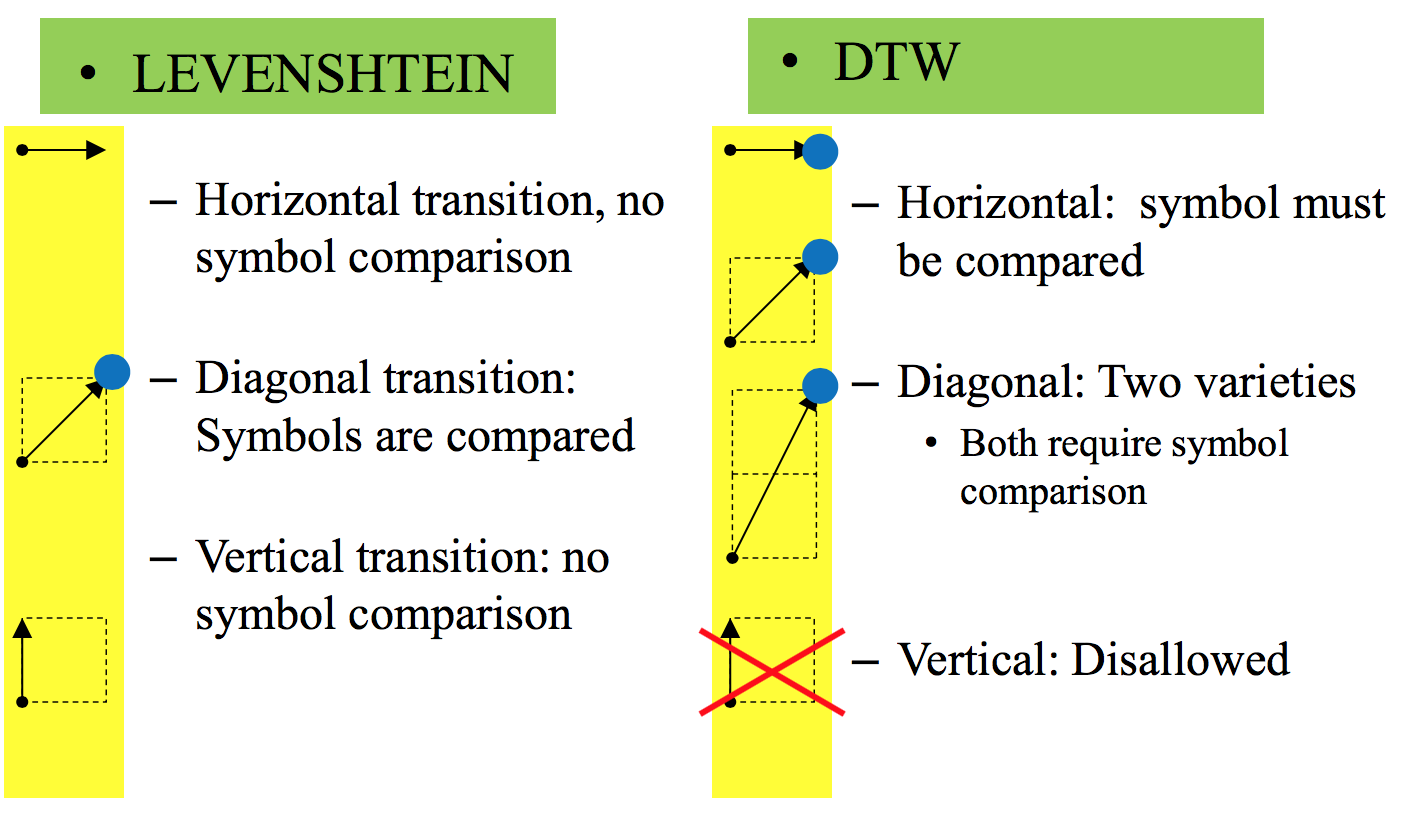 • LEVENSHTEIN
– Horizontal transition, no
symbol comparison
– Diagonal transition:
Symbols are compared
– Vertical transition: no
symbol comparison
• DTW
– Horizontal:  symbol must
be compared
– Diagonal: Two varieties
• Both require symbol
comparison
– Vertical: Disallowed